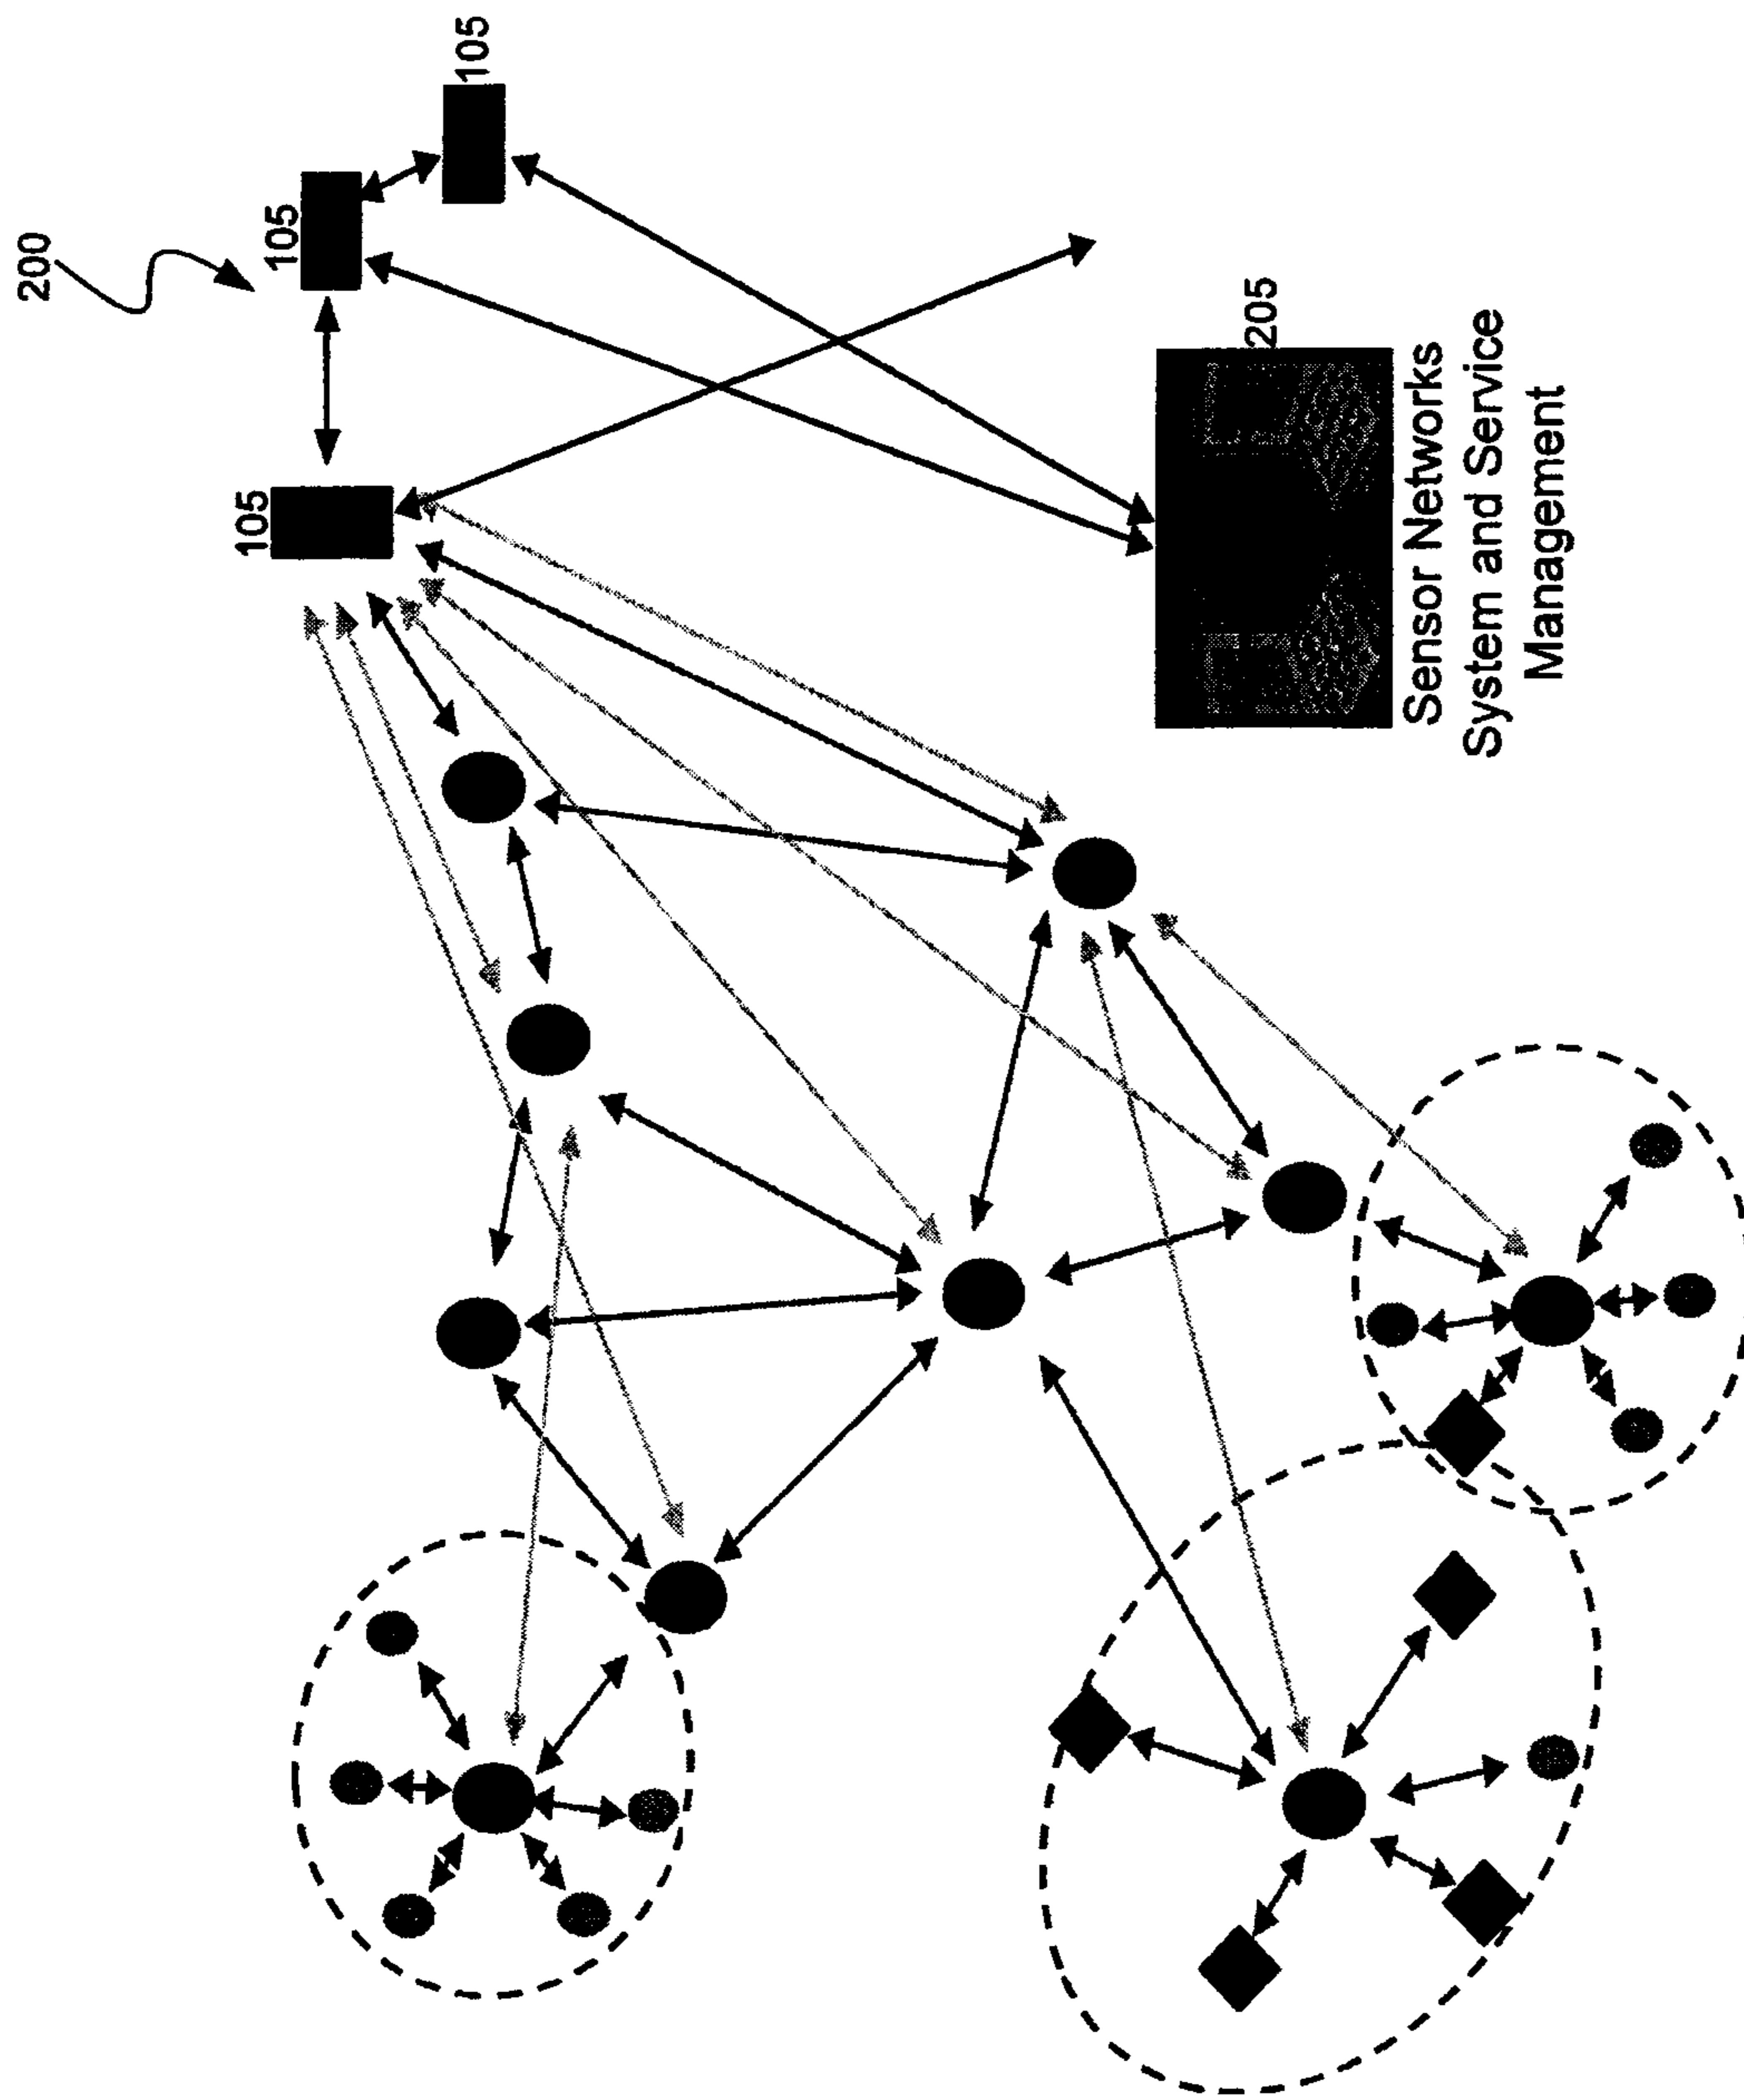 200
105
105
105
205
Sensor Networks
System and Service
Management